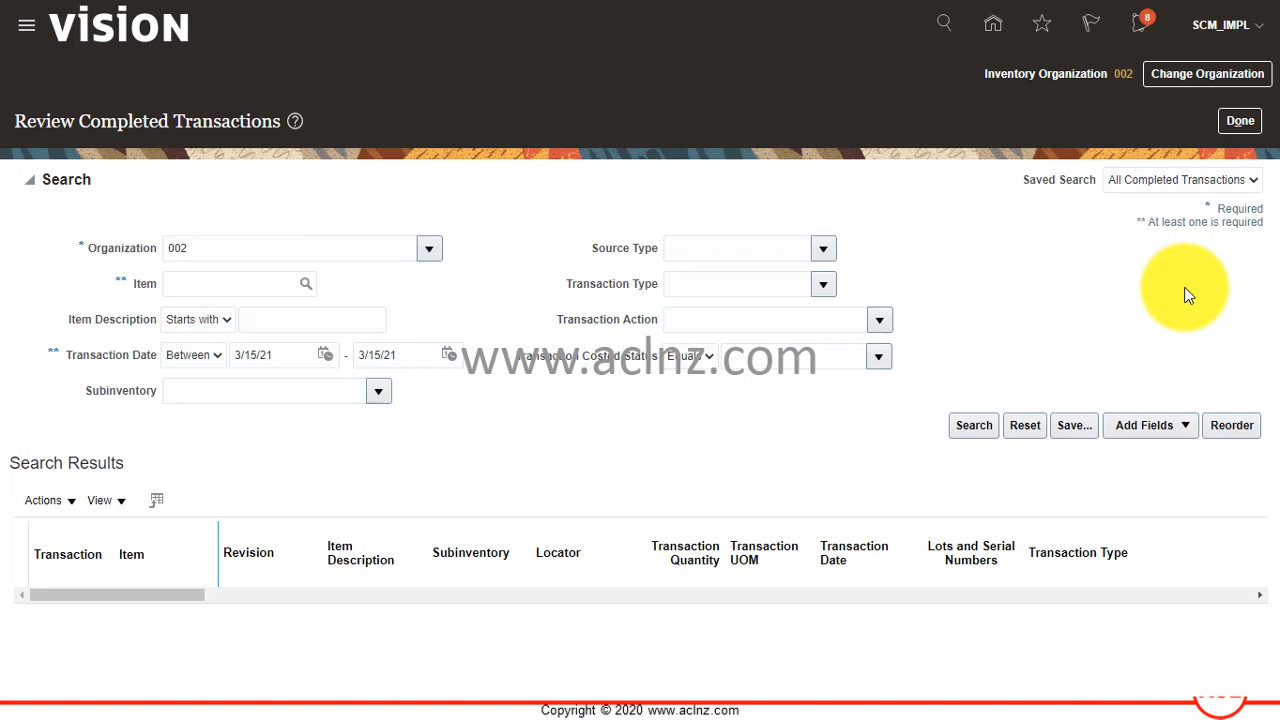 vision
8
SCM_IMPL
Inventory Organization 002 Change Organization
Review Completed Transactions ?
Done
Search
Saved Search All Completed Transactions
* Required
** At least one is required
* Organization 002
Source Type
** Item
Transaction Type
Item Description Starts with
Transaction Action
** Transaction Date Between 3/15/21 - 3/15/21
Transaction Costed Status Equals
www.aclnz.com
Subinventory
Search Reset Save... Add Fields Reorder
Search Results
Actions View
Transaction Item Revision Item Description Subinventory Locator Transaction Quantity Transaction UOM Transaction Date Lots and Serial Numbers Transaction Type
Copyright © 2020 www.aclnz.com